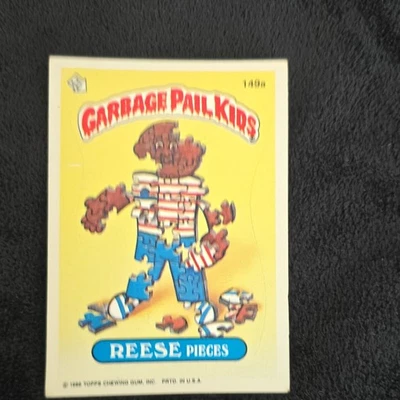 149a
GARBAGE PAIL KIDS
REESE PIECES
© 1986 TOPPS CHEWING GUM, INC. PRTD. IN U.S.A.